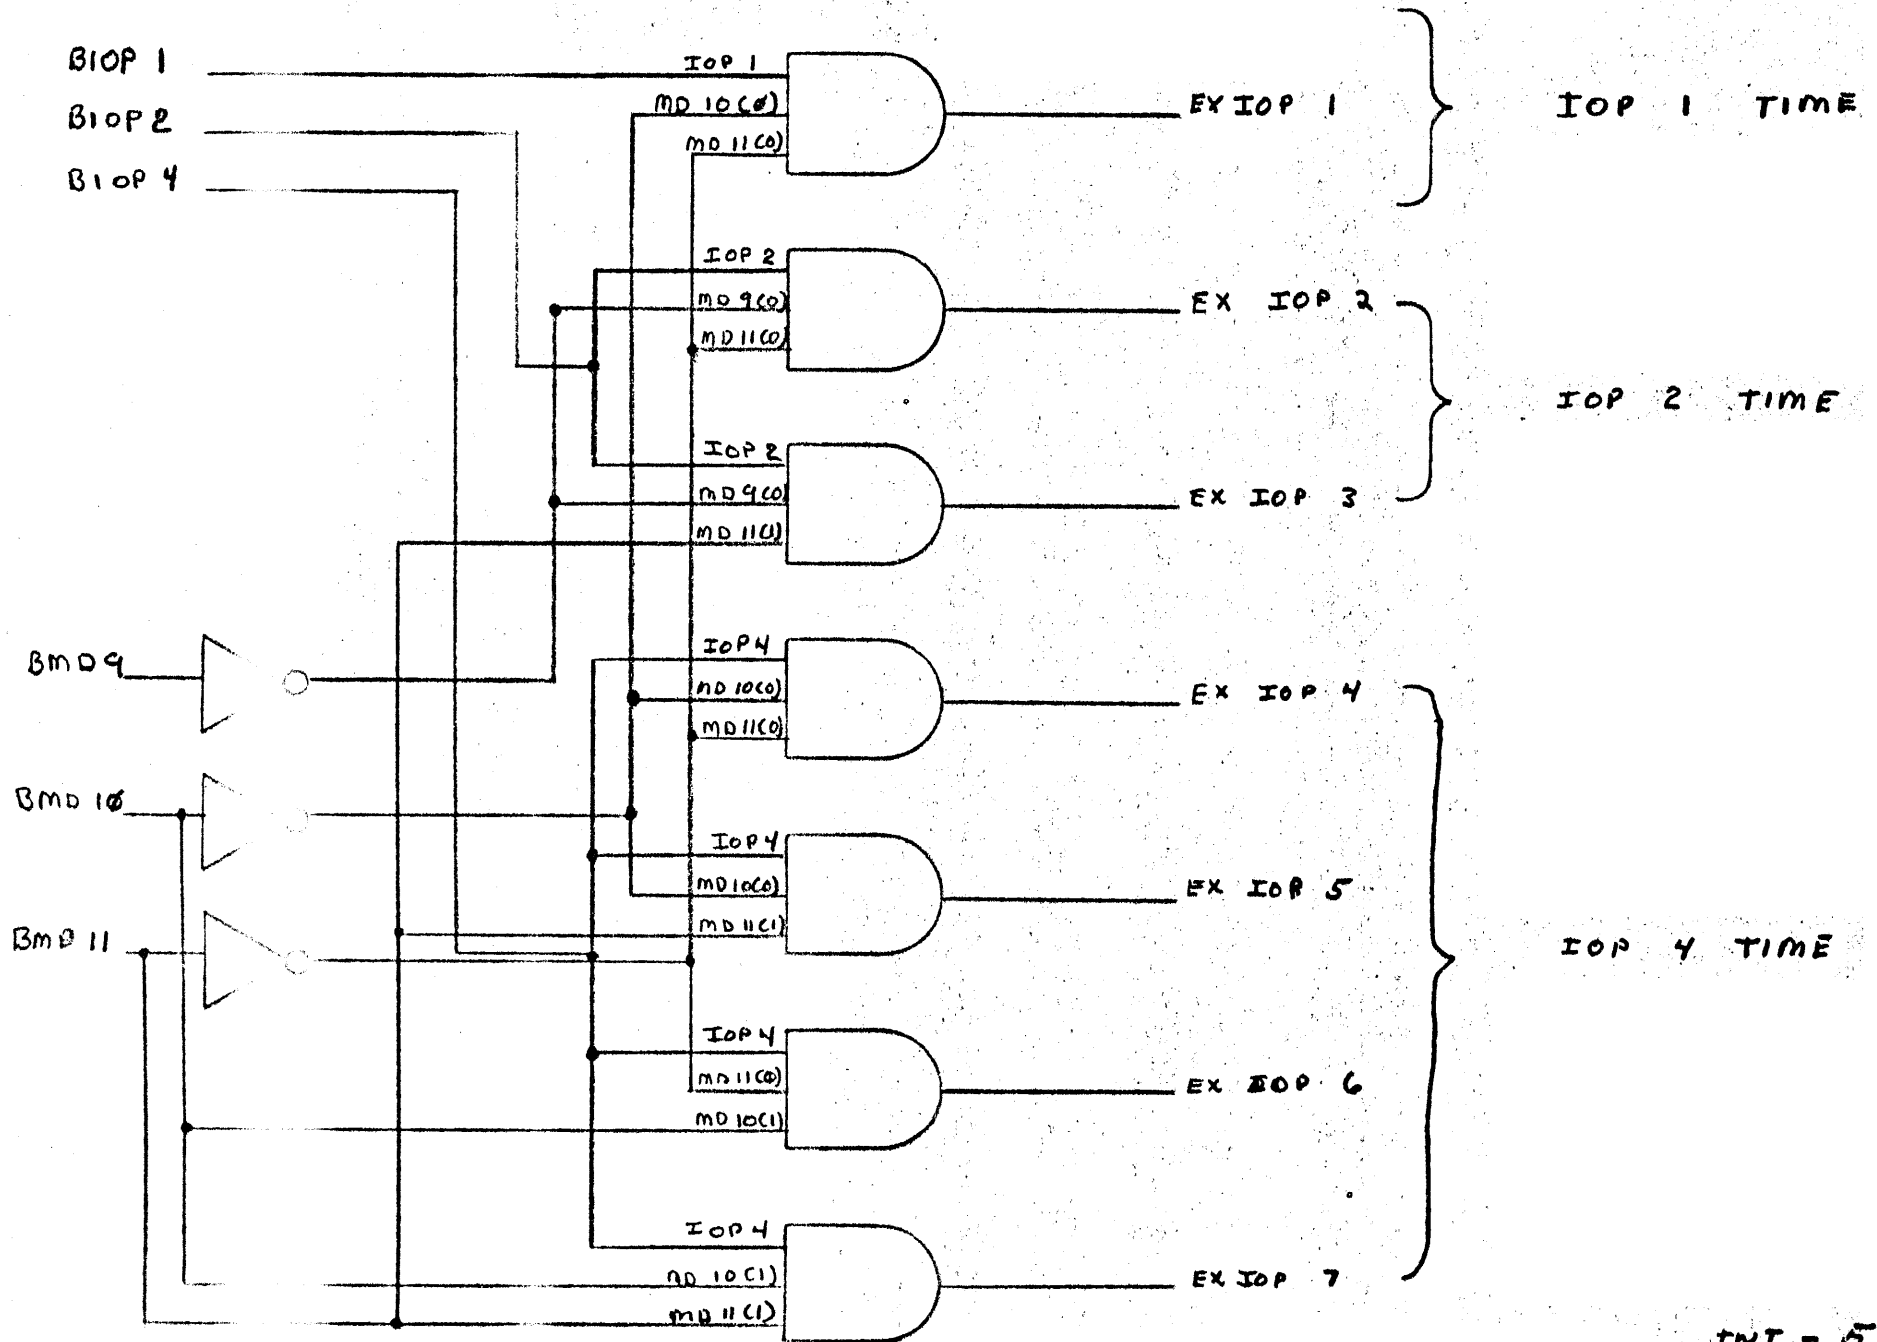 BIOP 1
BIOP 2
BIOP 4
BMD 9
BMD 1Ø
BMD 11
IOP 1
MD 10(Ø)
MD 11(0)
EX IOP 1
IOP 1 TIME
IOP 2
MD 9(0)
MD 11(0)
EX IOP 2
IOP 2 TIME
IOP 2
MD 9(0)
MD 11(1)
EX IOP 3
IOP 4
MD 10(0)
MD 11(0)
EX IOP 4
IOP 4
MD 10(0)
MD 11(1)
EX IOP 5
IOP 4 TIME
IOP 4
MD 11(Ø)
MD 10(1)
EX IOP 6
IOP 4
MD 10(1)
MD 11(1)
EX IOP 7